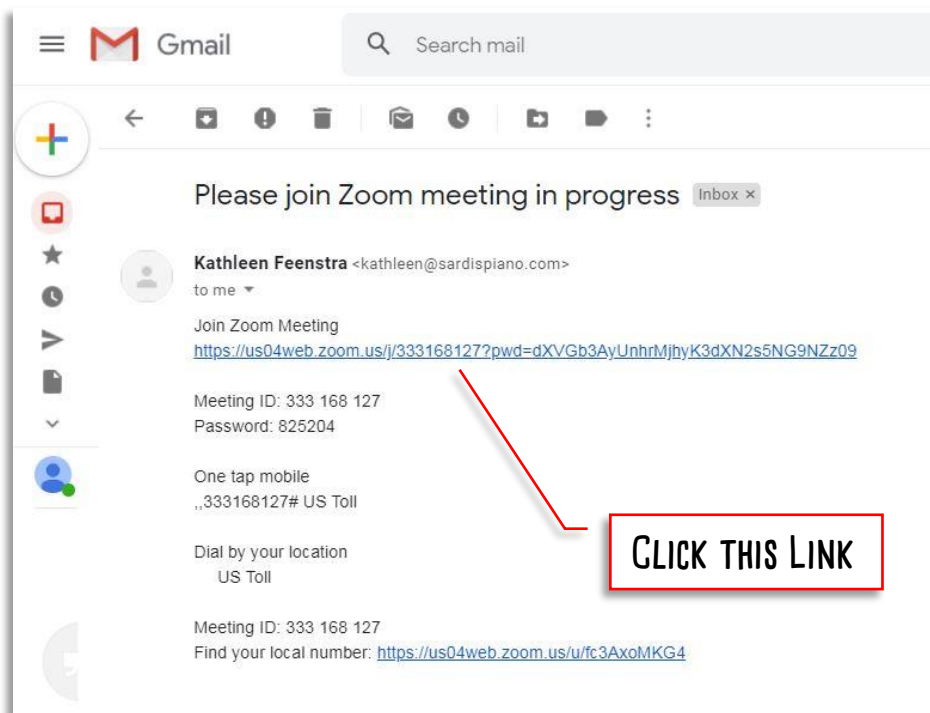 Gmail
Search mail
Please join Zoom meeting in progress Inbox ×
Kathleen Feenstra <kathleen@sardispiano.com>
to me
Join Zoom Meeting
https://us04web.zoom.us/j/333168127?pwd=dXVGb3AyUnhrMjhyK3dXN2s5NG9NZz09
Meeting ID: 333 168 127
Password: 825204
One tap mobile
,,333168127# US Toll
Dial by your location
US Toll
CLICK THIS LINK
Meeting ID: 333 168 127
Find your local number: https://us04web.zoom.us/u/fc3AxoMKG4